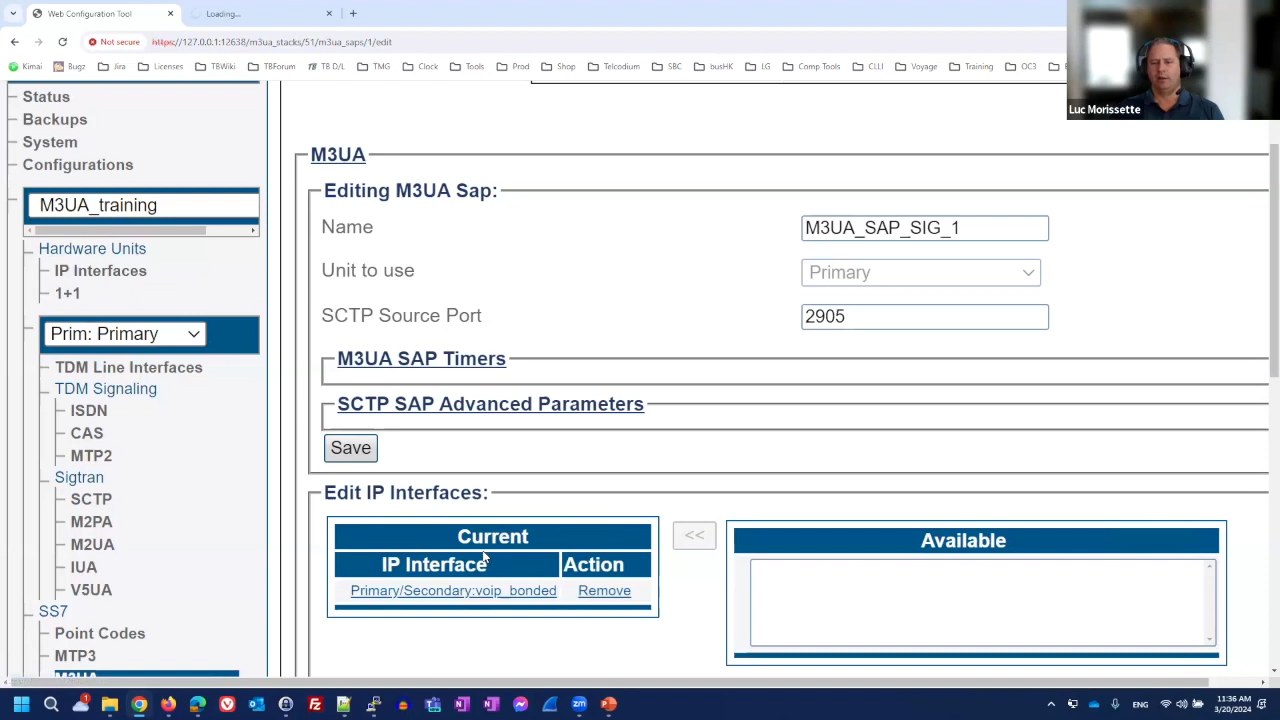 Web Configuration Tool
Loading...
Not secure
https://127.0.0.1:12638/m3ua_stacks/51/m3ua_saps/1/edit
Kimai
Bugz
Jira
Licenses
TBWiki
TBForum
TB D/L
TMG
Clock
Tools
Prod
Shop
Telcodium
SBC
busHK
LG
Comp Tools
CLLI
Voyage
Training
OC3
Luc Morissette
Status
Backups
System
Configurations
M3UA_training
Hardware Units
IP Interfaces
1+1
Prim: Primary
TDM Line Interfaces
TDM Signaling
ISDN
CAS
MTP2
Sigtran
SCTP
M2PA
M2UA
IUA
V5UA
SS7
Point Codes
MTP3
M3UA
M3UA
Editing M3UA Sap:
Name
M3UA_SAP_SIG_1
Unit to use
Primary
SCTP Source Port
2905
M3UA SAP Timers
SCTP SAP Advanced Parameters
Save
Edit IP Interfaces:
Current
IP Interface
Action
Primary/Secondary:voip_bonded
Remove
<<
Available
ENG
11:36 AM
3/20/2024